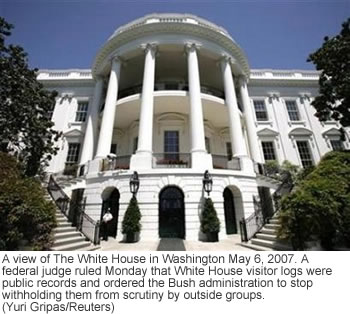 A view of The White House in Washington May 6, 2007. A
federal judge ruled Monday that White House visitor logs were
public records and ordered the Bush administration to stop
withholding them from scrutiny by outside groups.
(Yuri Gripas/Reuters)